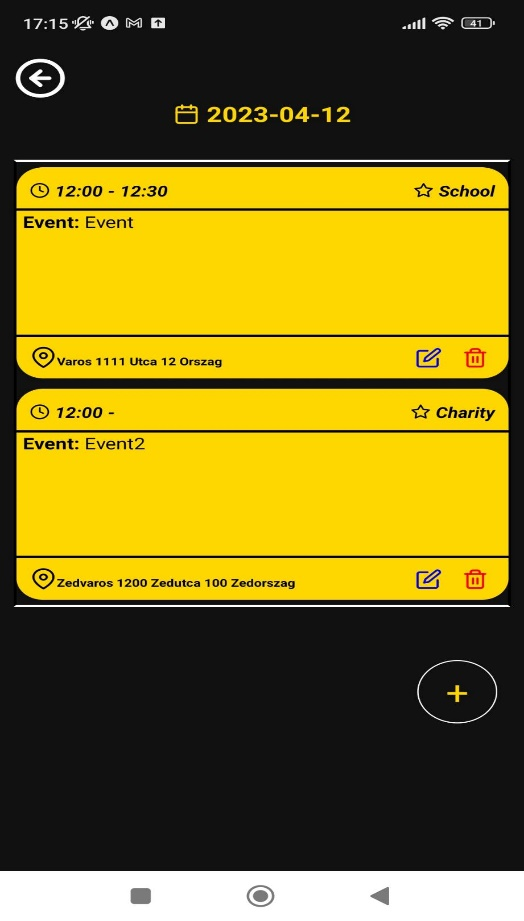 17:15 41
2023-04-12
12:00 - 12:30 School
Event: Event
Varos 1111 Utca 12 Orszag
12:00 - Charity
Event: Event2
Zedvaros 1200 Zedutca 100 Zedorszag
+